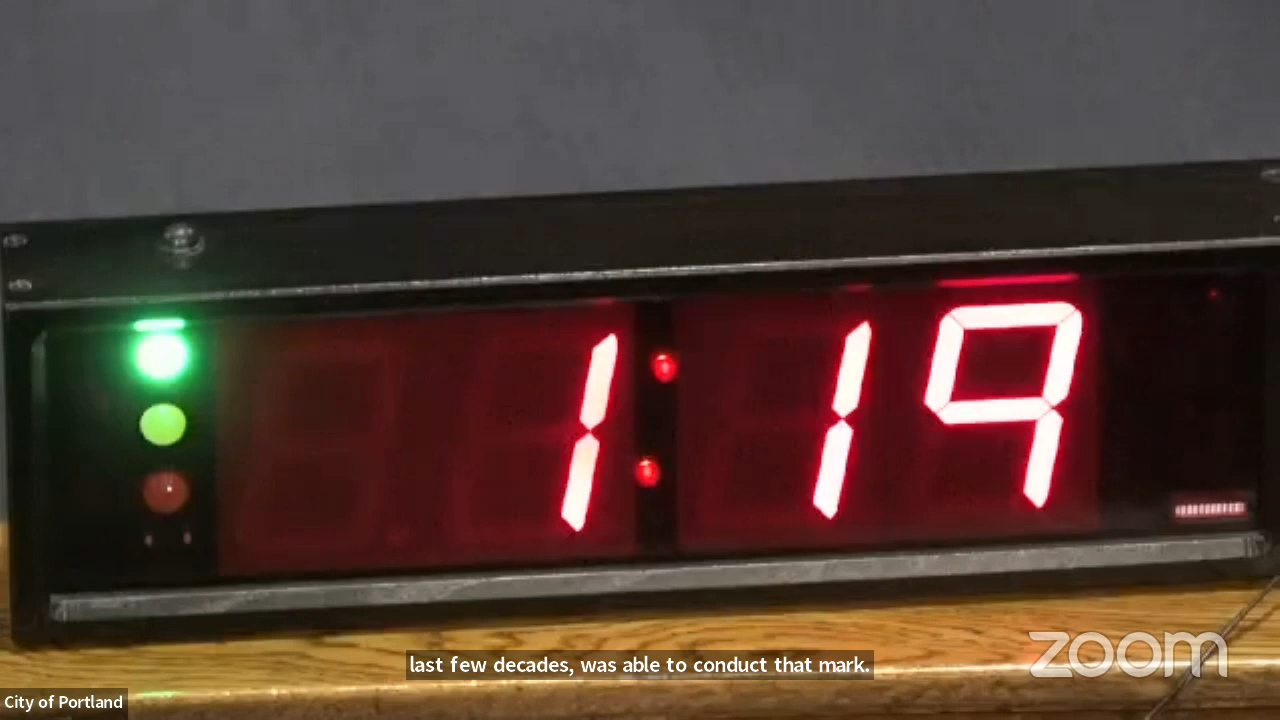 1:19
last few decades, was able to conduct that mark.
zoom
City of Portland